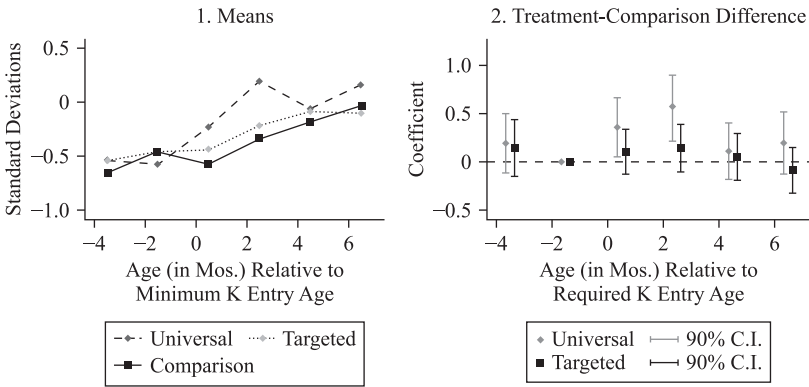 1. Means
Standard Deviations
0.5
0
−0.5
−1.0
−4
−2
0
2
4
6
Age (in Mos.) Relative to
Minimum K Entry Age
Universal
Targeted
Comparison
2. Treatment-Comparison Difference
Coefficient
1.0
0.5
0
−0.5
−4
−2
0
2
4
6
Age (in Mos.) Relative to
Required K Entry Age
Universal
90% C.I.
Targeted
90% C.I.